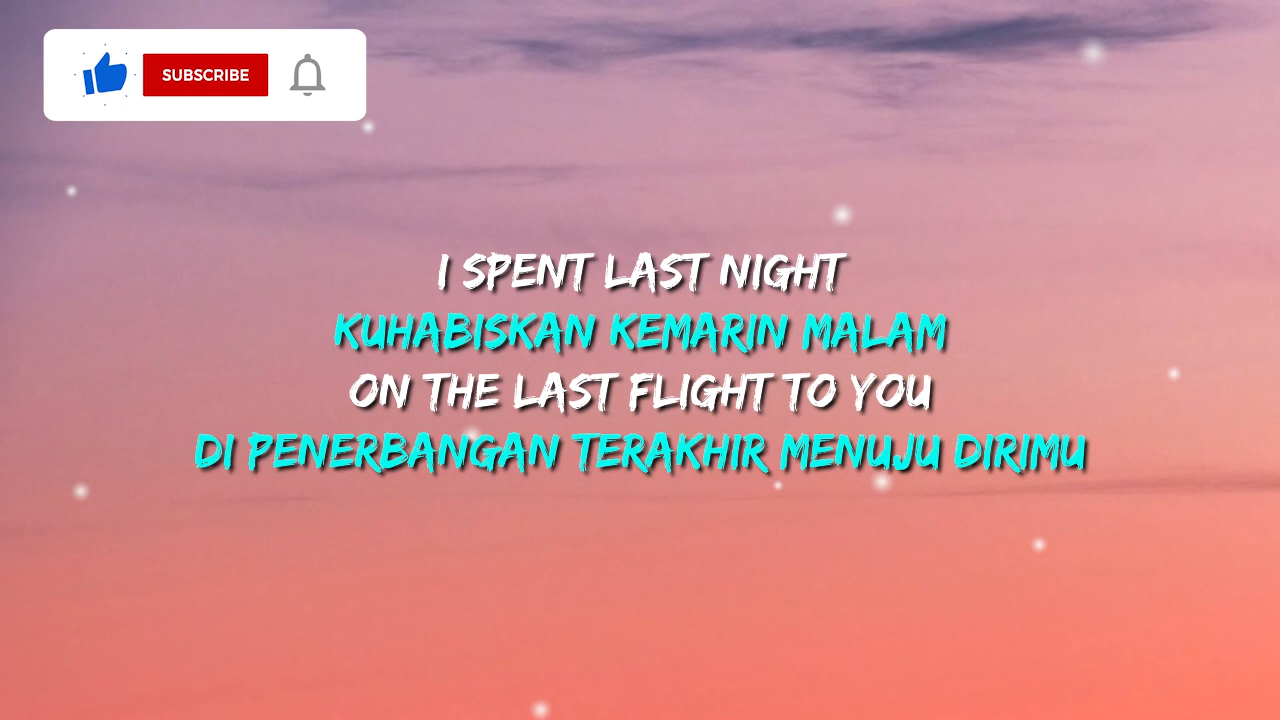 SUBSCRIBE
I SPENT LAST NIGHT
KUHABISKAN KEMARIN MALAM
ON THE LAST FLIGHT TO YOU
DI PENERBANGAN TERAKHIR MENUJU DIRIMU